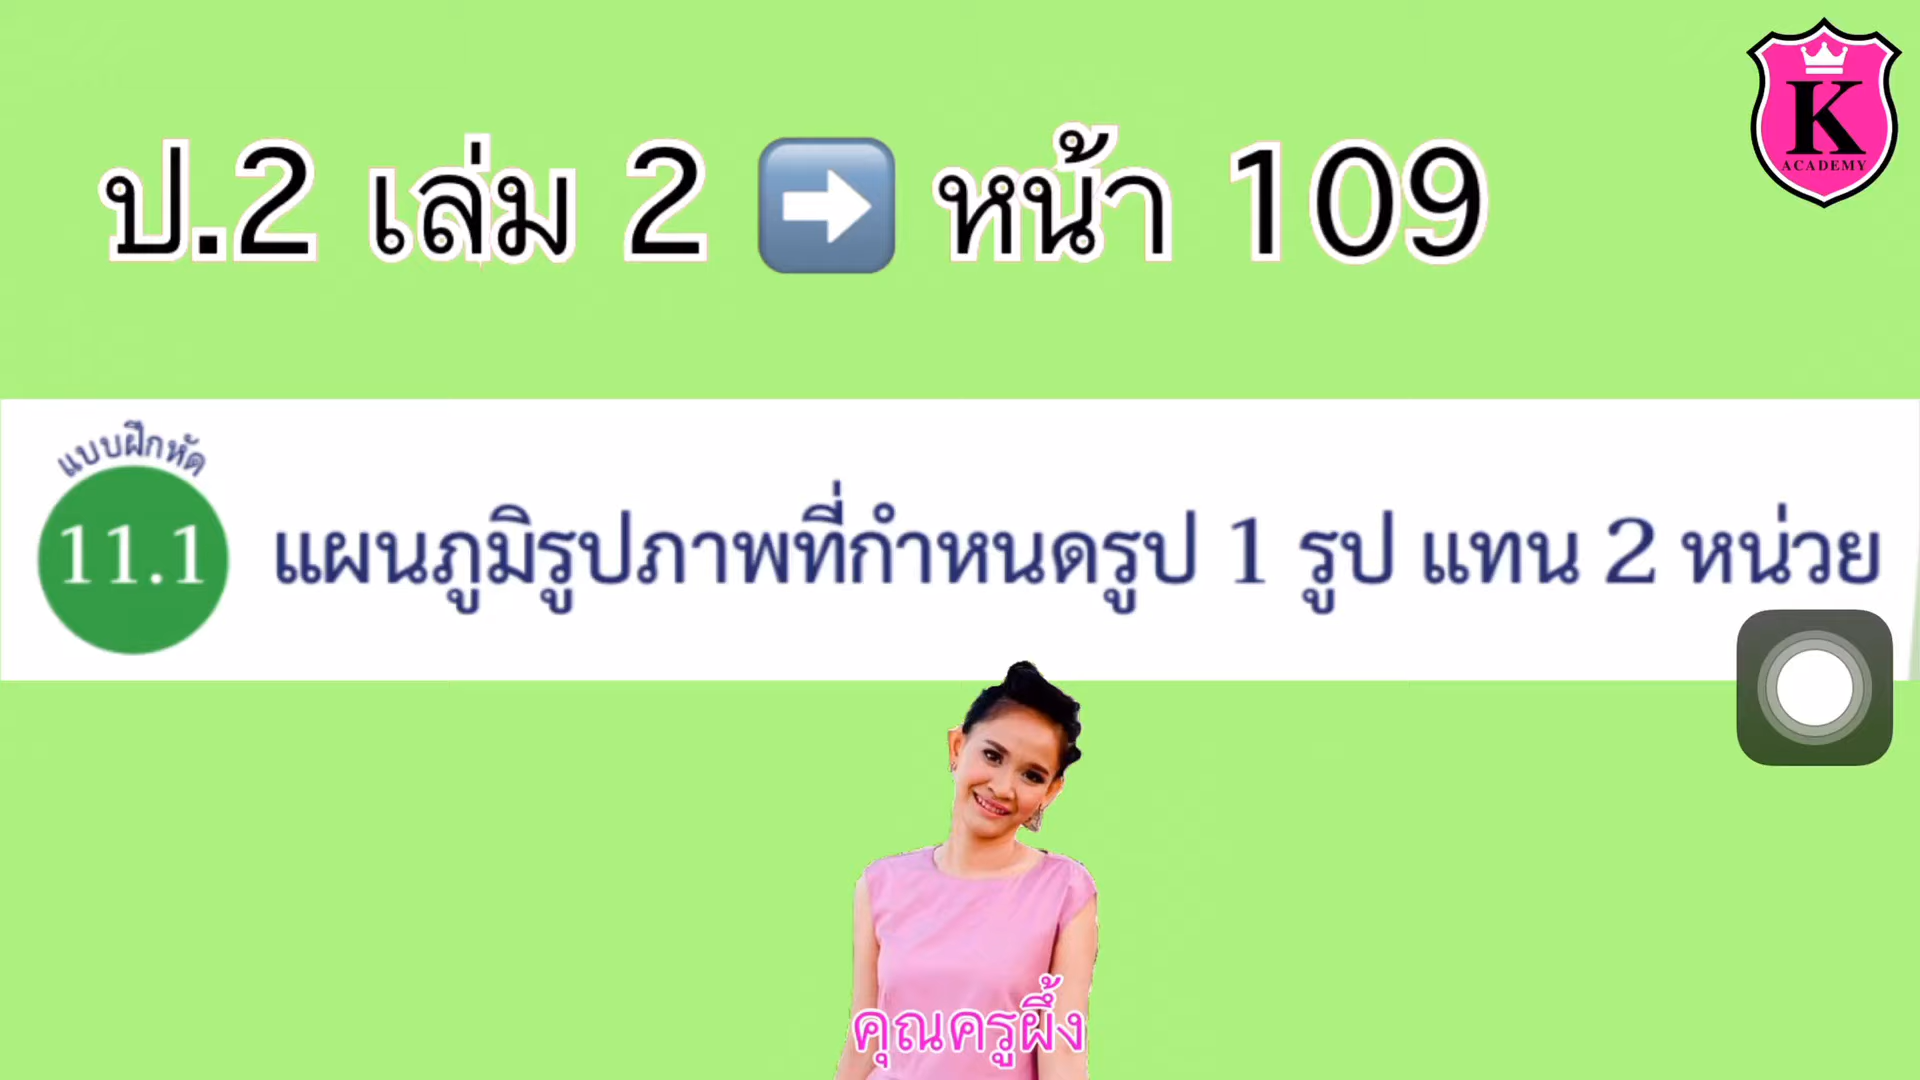 K
ACADEMY
ป.2 เล่ม 2 ➡ หน้า 109
แบบฝึกหัด
11.1 แผนภูมิรูปภาพที่กำหนดรูป 1 รูป แทน 2 หน่วย
คุณครูผึ้ง